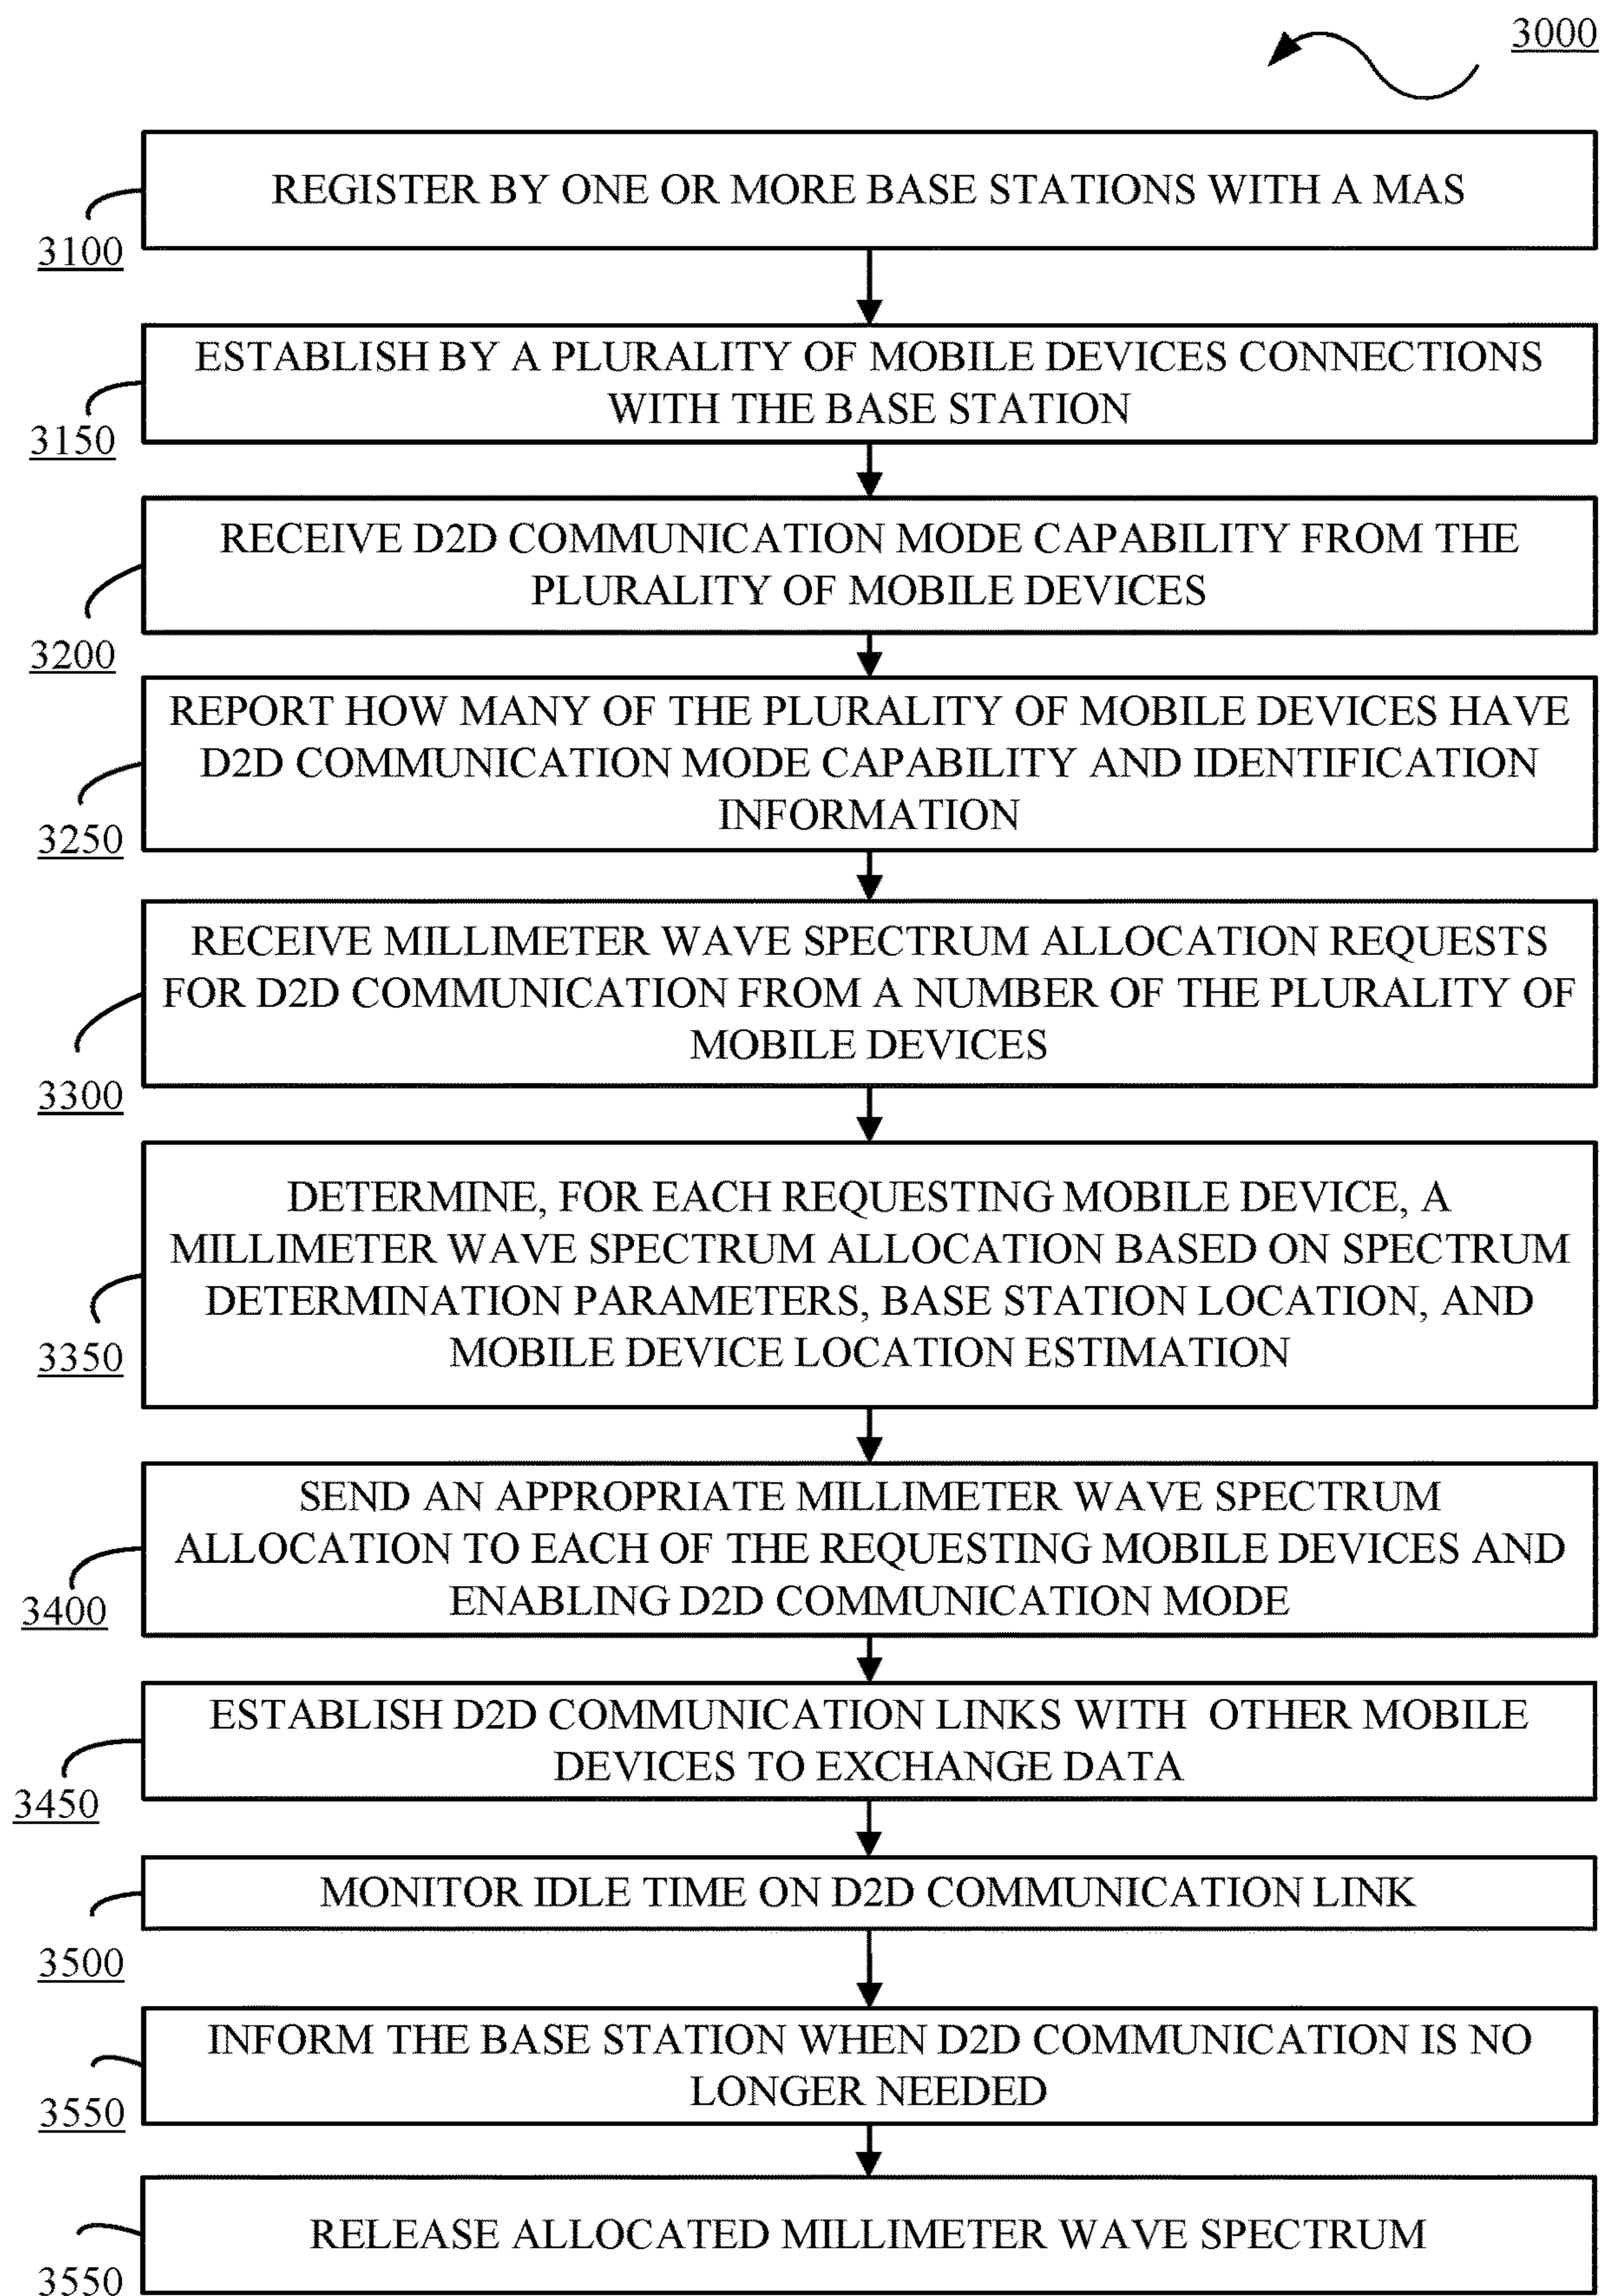 3000
REGISTER BY ONE OR MORE BASE STATIONS WITH A MAS
3100
ESTABLISH BY A PLURALITY OF MOBILE DEVICES CONNECTIONS
WITH THE BASE STATION
3150
RECEIVE D2D COMMUNICATION MODE CAPABILITY FROM THE
PLURALITY OF MOBILE DEVICES
3200
REPORT HOW MANY OF THE PLURALITY OF MOBILE DEVICES HAVE
D2D COMMUNICATION MODE CAPABILITY AND IDENTIFICATION
INFORMATION
3250
RECEIVE MILLIMETER WAVE SPECTRUM ALLOCATION REQUESTS
FOR D2D COMMUNICATION FROM A NUMBER OF THE PLURALITY OF
MOBILE DEVICES
3300
DETERMINE, FOR EACH REQUESTING MOBILE DEVICE, A
MILLIMETER WAVE SPECTRUM ALLOCATION BASED ON SPECTRUM
DETERMINATION PARAMETERS, BASE STATION LOCATION, AND
MOBILE DEVICE LOCATION ESTIMATION
3350
SEND AN APPROPRIATE MILLIMETER WAVE SPECTRUM
ALLOCATION TO EACH OF THE REQUESTING MOBILE DEVICES AND
ENABLING D2D COMMUNICATION MODE
3400
ESTABLISH D2D COMMUNICATION LINKS WITH OTHER MOBILE
DEVICES TO EXCHANGE DATA
3450
MONITOR IDLE TIME ON D2D COMMUNICATION LINK
3500
INFORM THE BASE STATION WHEN D2D COMMUNICATION IS NO
LONGER NEEDED
3550
RELEASE ALLOCATED MILLIMETER WAVE SPECTRUM
3550